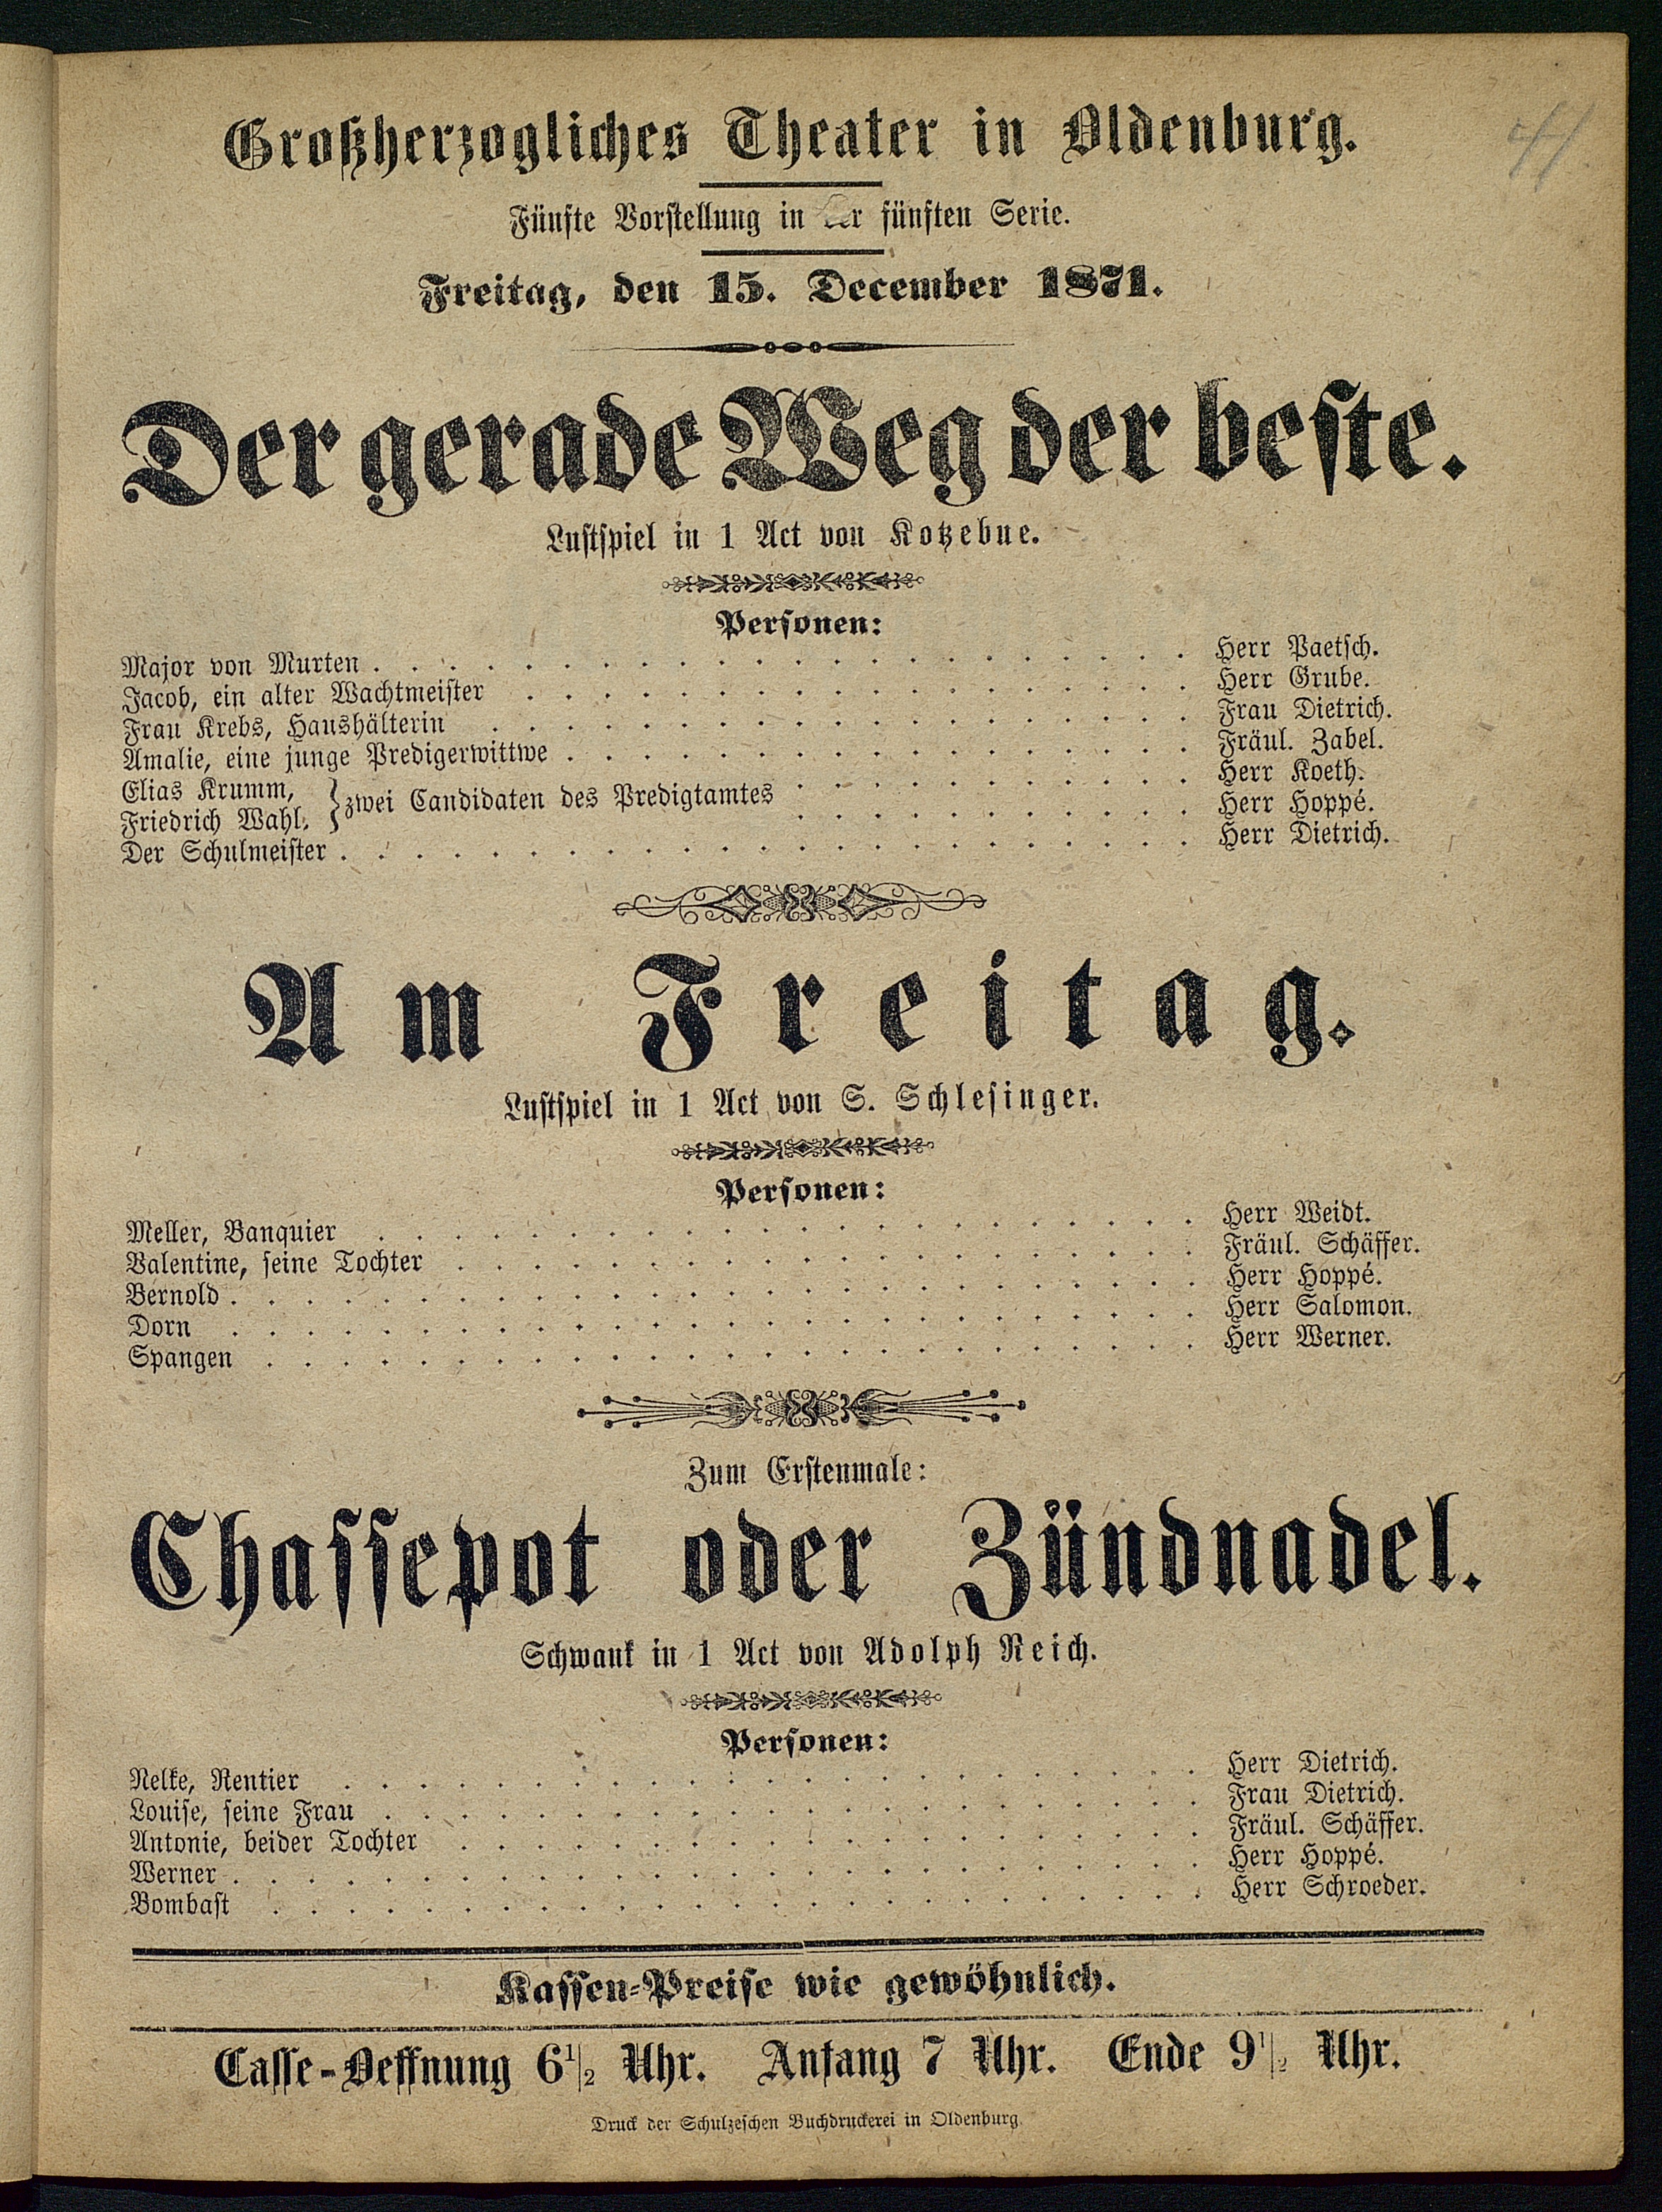 Großherzogliches Theater in Oldenburg.
Fünfte Vorstellung in der fünften Serie.
Freitag, den 15. December 1871.
Der gerade Weg der beste.
Lustspiel in 1 Act von Kotzebue.
Personen:
Major von Murten . . . . . Herr Paetsch.
Jacob, ein alter Wachtmeister . . . . . Herr Grube.
Frau Krebs, Haushälterin . . . . . Frau Dietrich.
Amalie, eine junge Predigerwittwe . . . . . Fräul. Zabel.
Elias Krumm, } zwei Candidaten des Predigtamtes . . . . . Herr Koeth.
Friedrich Wahl, . . . . . Herr Hoppé.
Der Schulmeister . . . . . Herr Dietrich.
Am Freitag.
Lustspiel in 1 Act von S. Schlesinger.
Personen:
Meller, Banquier . . . . . Herr Weidt.
Valentine, seine Tochter . . . . . Fräul. Schäffer.
Bernold . . . . . Herr Hoppé.
Dorn . . . . . Herr Salomon.
Spangen . . . . . Herr Werner.
Zum Erstenmale:
Chassepot oder Zündnadel.
Schwank in 1 Act von Adolph Reich.
Personen:
Nelke, Rentier . . . . . Herr Dietrich.
Louise, seine Frau . . . . . Frau Dietrich.
Antonie, beider Tochter . . . . . Fräul. Schäffer.
Werner . . . . . Herr Hoppé.
Bombast . . . . . Herr Schroeder.
Kassen-Preise wie gewöhnlich.
Casse-Oeffnung 6 1/2 Uhr. Anfang 7 Uhr. Ende 9 1/2 Uhr.
Druck der Schulzeschen Buchdruckerei in Oldenburg.